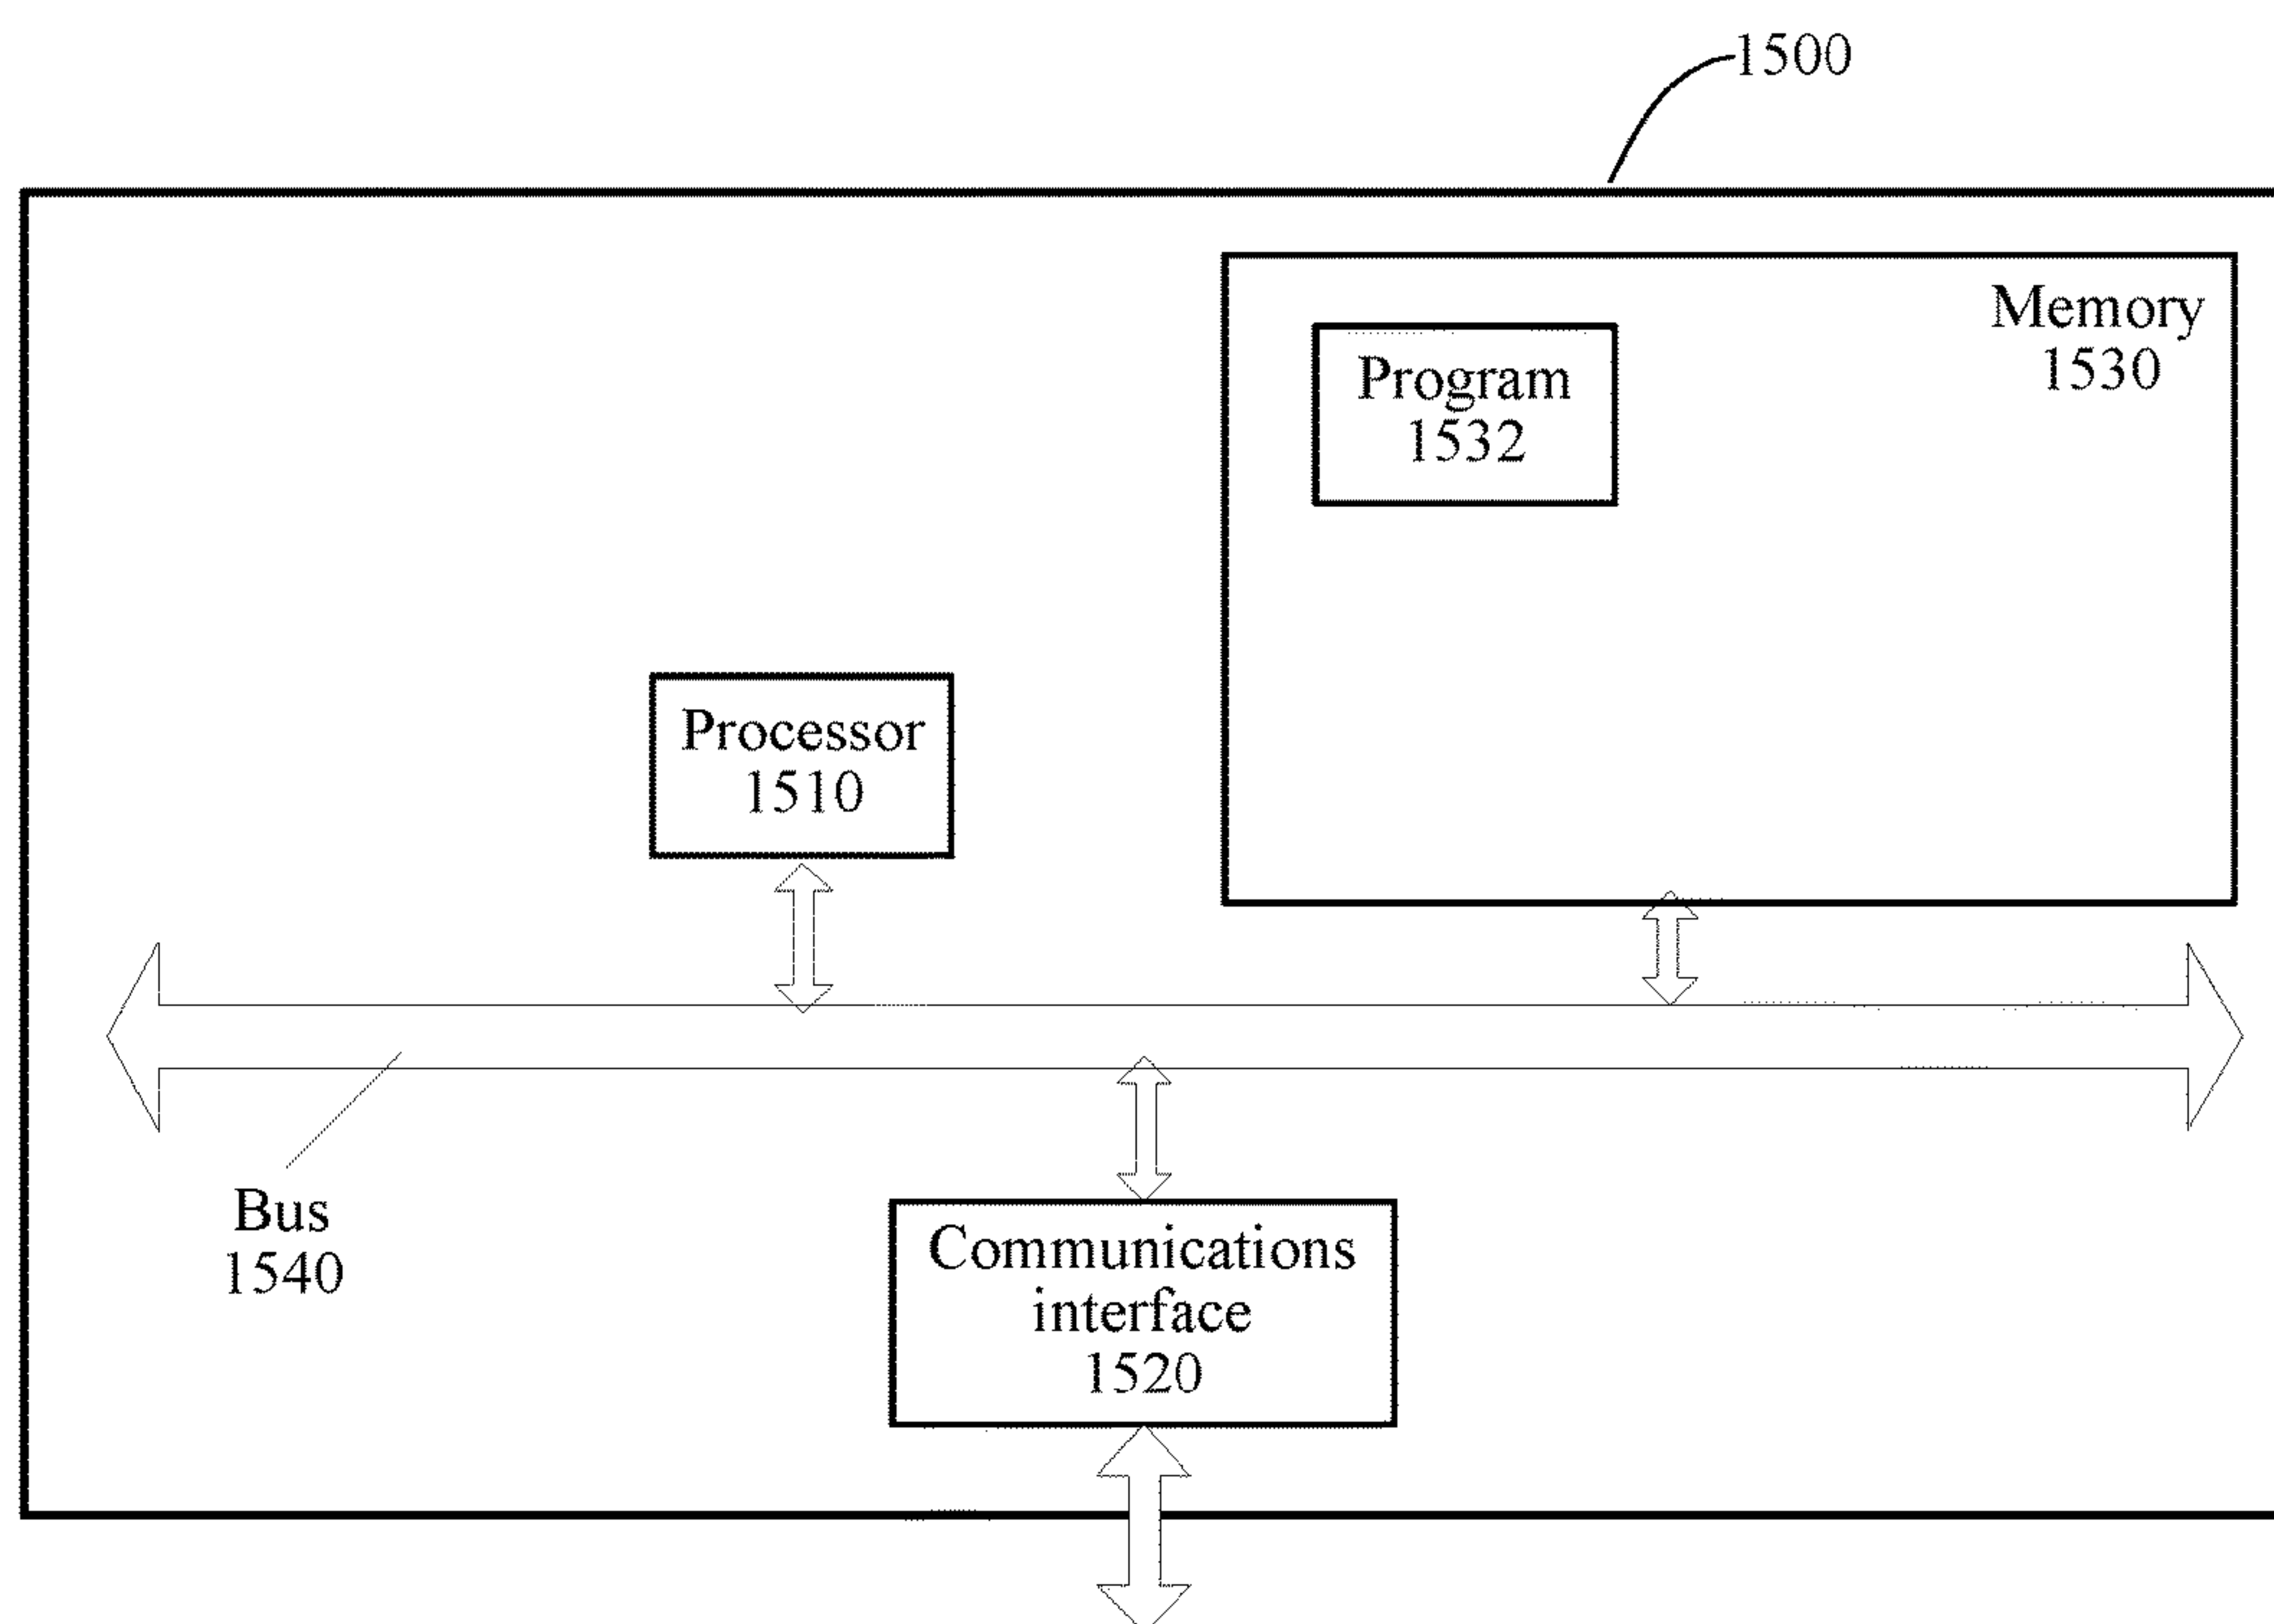 1500
Memory
1530
Program
1532
Processor
1510
Bus
1540
Communications
interface
1520